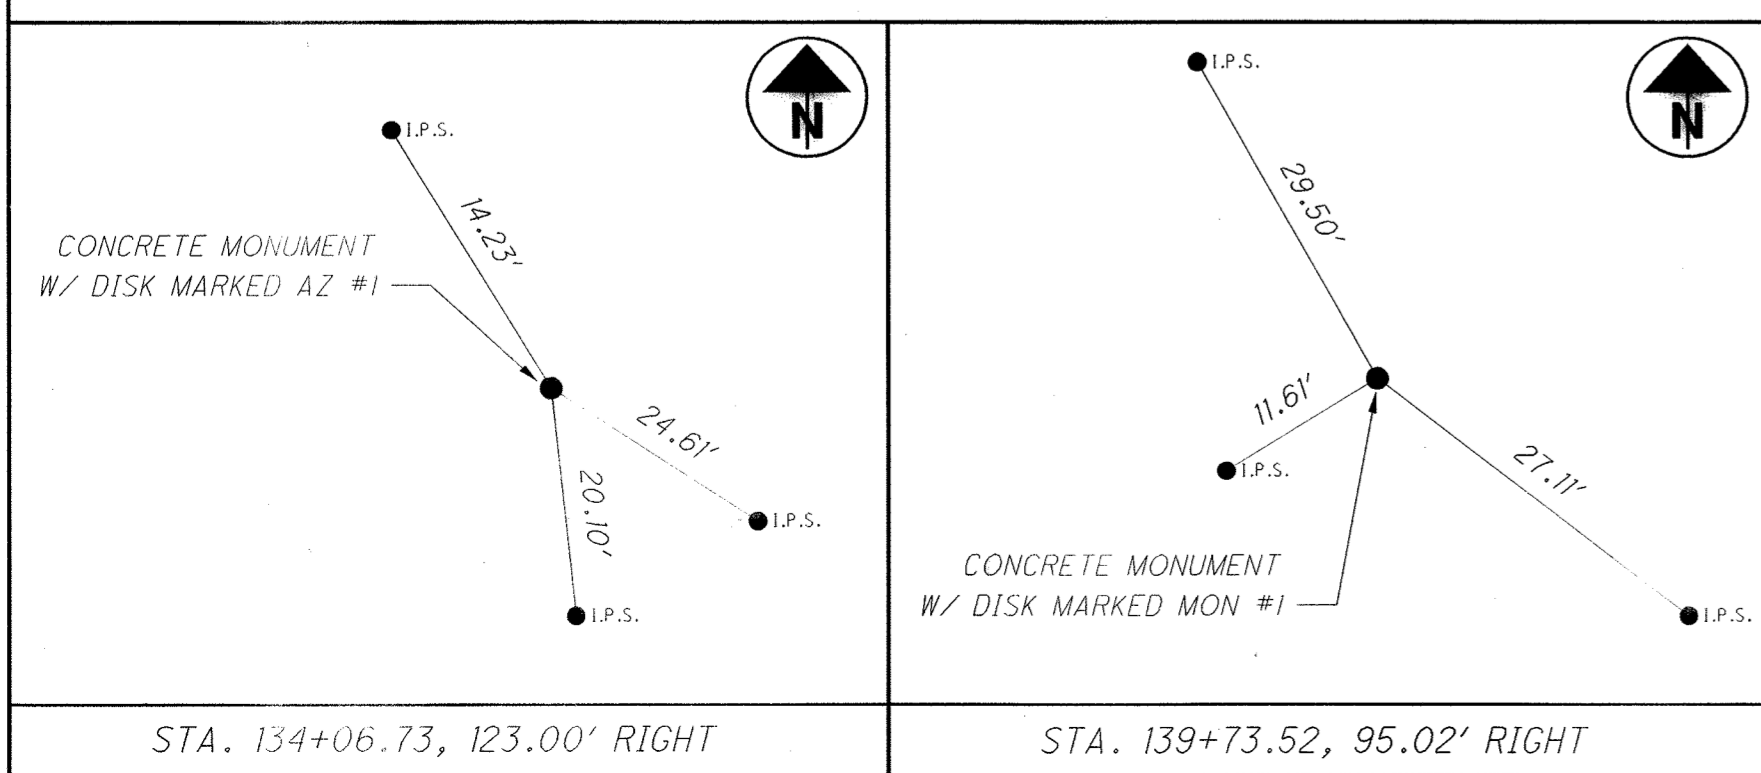 N
I.P.S.
14.23'
CONCRETE MONUMENT
W/ DISK MARKED AZ #1
24.61'
20.10'
I.P.S.
I.P.S.
STA. 134+06.73, 123.00' RIGHT
N
I.P.S.
29.50'
11.61'
I.P.S.
27.11'
CONCRETE MONUMENT
W/ DISK MARKED MON #1
I.P.S.
STA. 139+73.52, 95.02' RIGHT